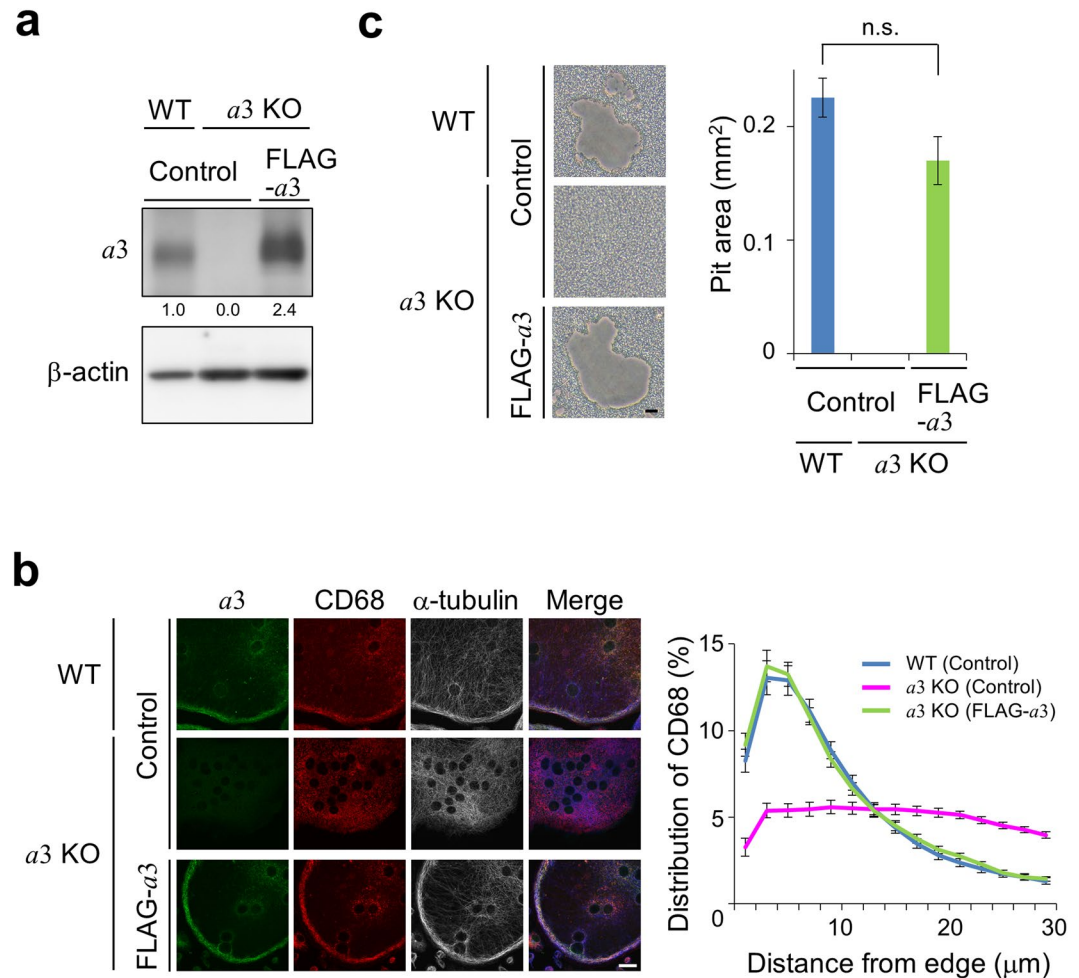 a
WT
a3 KO
Control
FLAG
-a3
a3
1.0 0.0 2.4
β-actin
c
WT
a3 KO
Control
FLAG-a3
n.s.
Pit area (mm²)
0.2
0.1
0
Control
FLAG
-a3
WT
a3 KO
b
a3 CD68 α-tubulin Merge
WT
a3 KO
Control
FLAG-a3
Distribution of CD68 (%)
15
10
5
0
WT (Control)
a3 KO (Control)
a3 KO (FLAG-a3)
10 20 30
Distance from edge (μm)